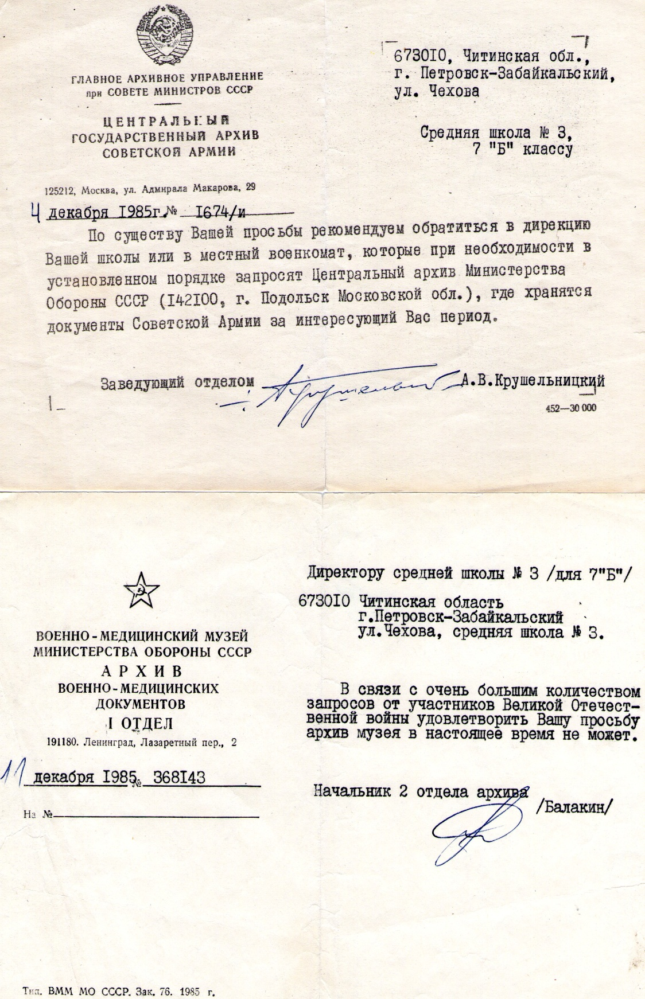 ГЛАВНОЕ АРХИВНОЕ УПРАВЛЕНИЕ
при СОВЕТЕ МИНИСТРОВ СССР
ЦЕНТРАЛЬНЫЙ
ГОСУДАРСТВЕННЫЙ АРХИВ
СОВЕТСКОЙ АРМИИ
125212, Москва, ул. Адмирала Макарова, 29
4 декабря 1985г. № 1674/и
673010, Читинская обл.,
г. Петровск-Забайкальский,
ул. Чехова
Средняя школа № 3,
7 "Б" классу
По существу Вашей просьбы рекомендуем обратиться в дирекцию
Вашей школы или в местный военкомат, которые при необходимости в
установленном порядке запросят Центральный архив Министерства
Обороны СССР (142100, г. Подольск Московской обл.), где хранятся
документы Советской Армии за интересующий Вас период.
Заведующий отделом А.В.Крушельницкий
452—30 000
ВОЕННО-МЕДИЦИНСКИЙ МУЗЕЙ
МИНИСТЕРСТВА ОБОРОНЫ СССР
АРХИВ
ВОЕННО-МЕДИЦИНСКИХ
ДОКУМЕНТОВ
I ОТДЕЛ
191180. Ленинград, Лазаретный пер., 2
11 декабря 1985 № 368143
На №
Директору средней школы № 3 /для 7"Б"/
673010 Читинская область
г.Петровск-Забайкальский
ул.Чехова, средняя школа № 3.
В связи с очень большим количеством
запросов от участников Великой Отечест-
венной войны удовлетворить Вашу просьбу
архив музея в настоящее время не может.
Начальник 2 отдела архива
/Балакин/
Тип. ВММ МО СССР. Зак. 76. 1985 г.